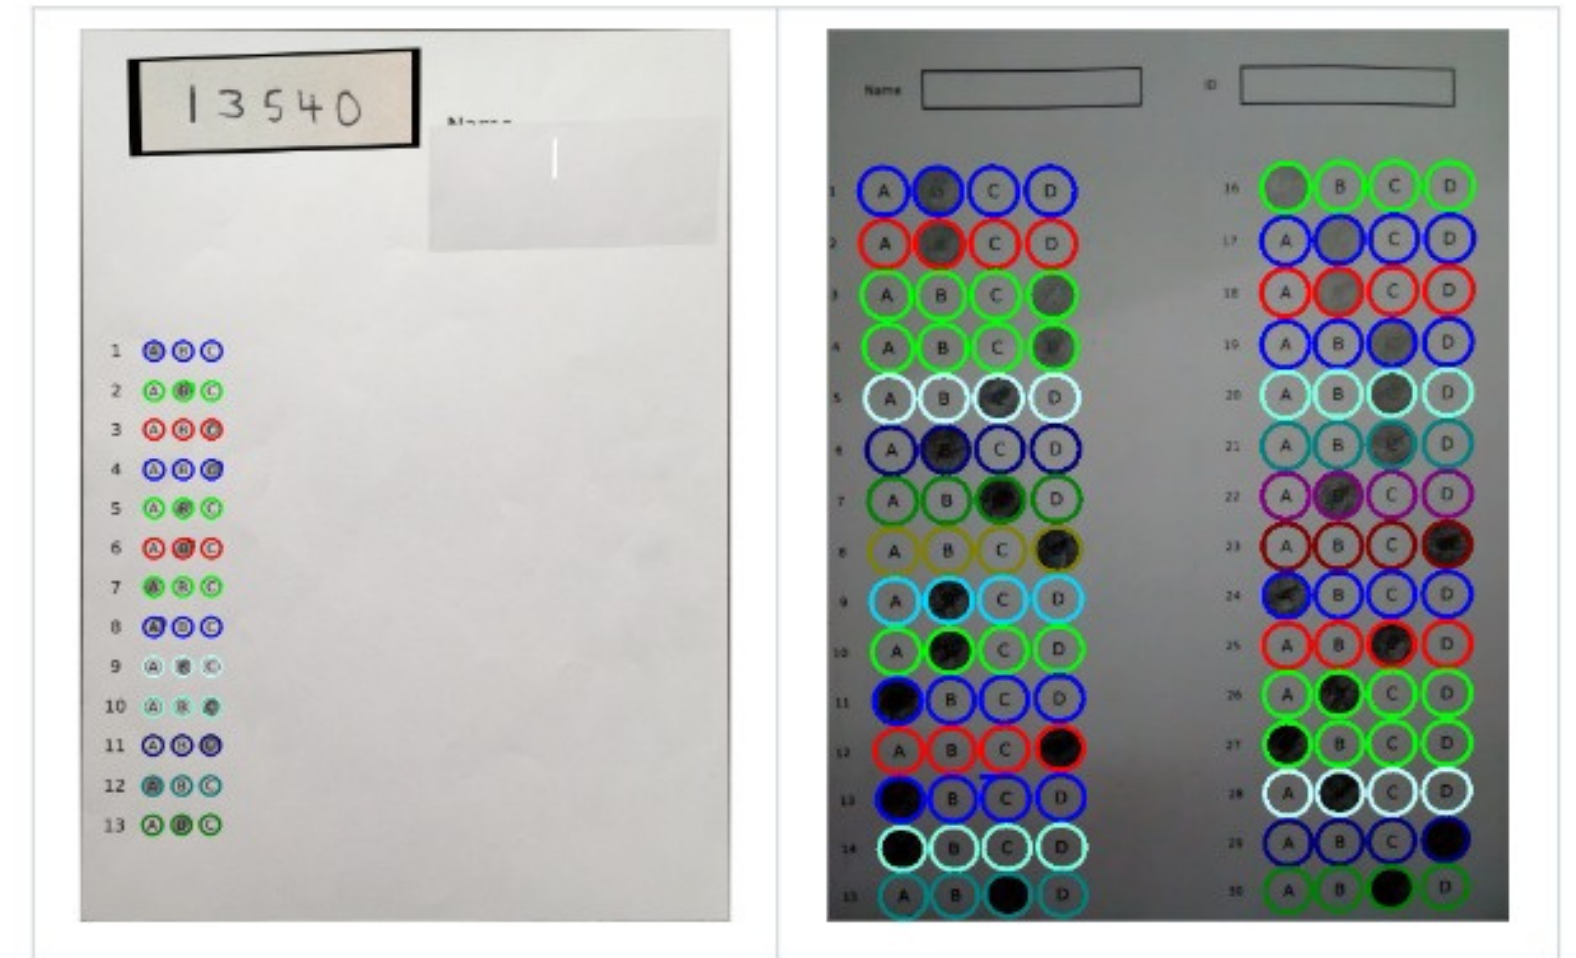 13540
1 A B C
2 A B C
3 A B C
4 A B C
5 A B C
6 A B C
7 A B C
8 A B C
9 A B C
10 A B C
11 A B C
12 A B C
13 A B C
Name
ID
1 A C D
2 A C D
3 A B C
4 A B C
5 A B D
6 A C D
7 A B D
8 A B C
9 A C D
10 A C D
11 B C D
12 A B C
13 B C D
14 B C D
15 A B D
16 B C D
17 A C D
18 A C D
19 A B D
20 A B D
21 A B D
22 A C D
23 A B C
24 B C D
25 A B D
26 A C D
27 B C D
28 A C D
29 A B C
30 A B D